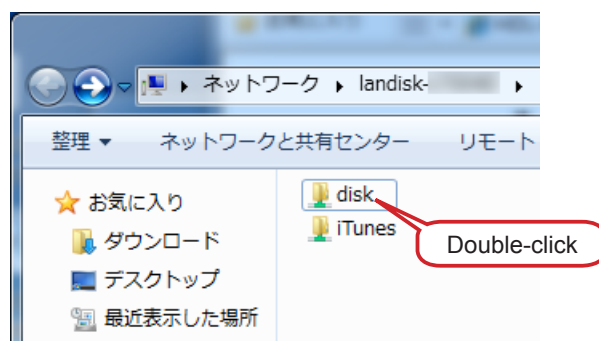 ネットワーク landisk-
整理 ネットワークと共有センター リモート
お気に入り
ダウンロード
デスクトップ
最近表示した場所
disk
iTunes
Double-click